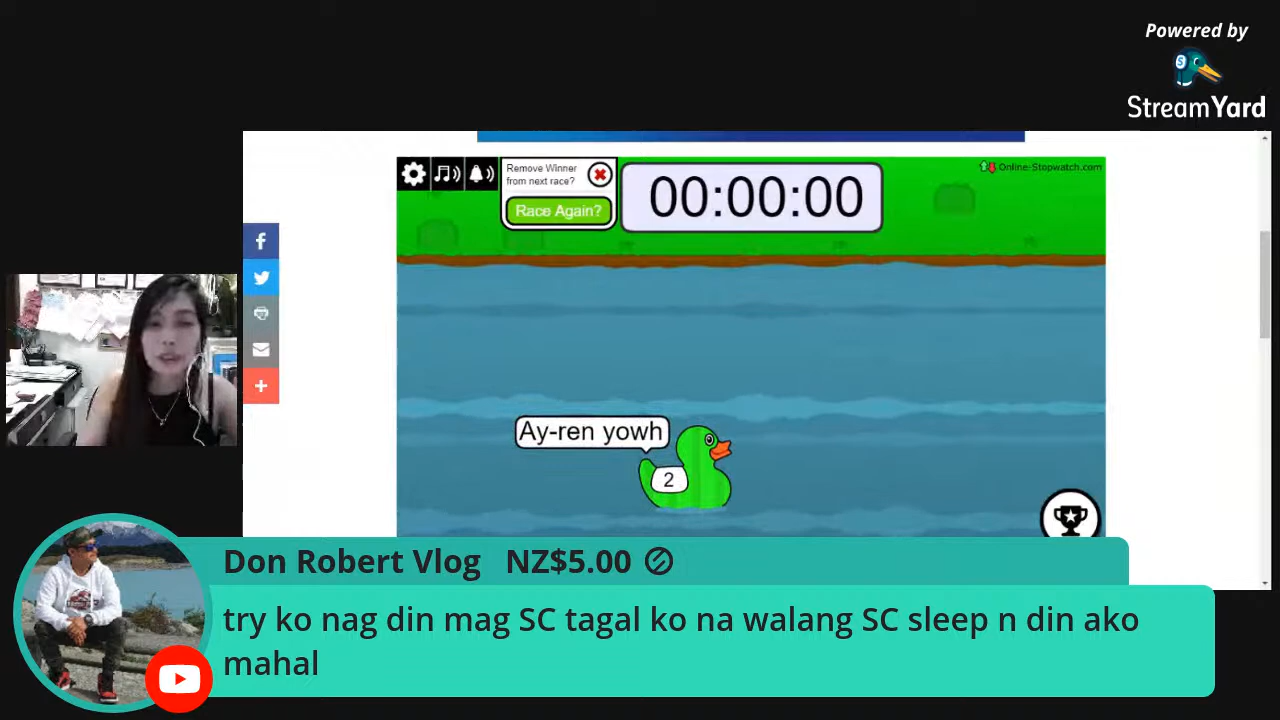 Powered by
StreamYard
Remove Winner
from next race?
Race Again?
00:00:00
Online-Stopwatch.com
Ay-ren yowh
2
Don Robert Vlog NZ$5.00
try ko nag din mag SC tagal ko na walang SC sleep n din ako
mahal